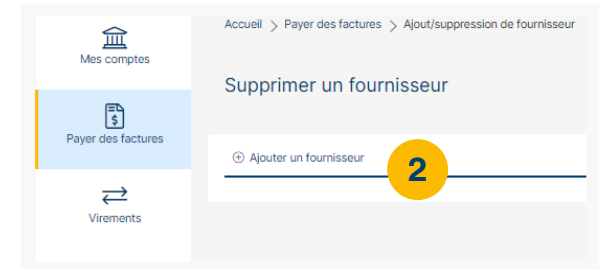 Accueil > Payer des factures > Ajout/suppression de fournisseur
Mes comptes
Supprimer un fournisseur
$
Payer des factures
Ajouter un fournisseur
2
Virements